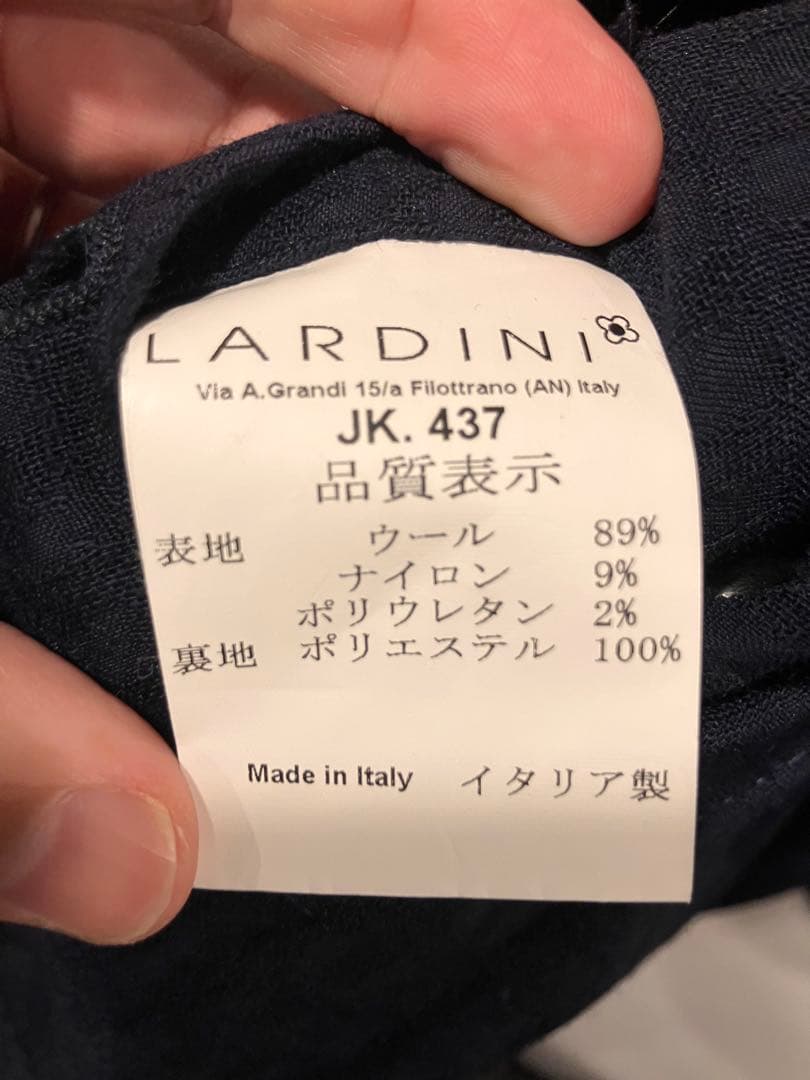 LARDINI
Via A.Grandi 15/a Filottrano (AN) Italy
JK. 437
品質表示
表地 ウール 89%
ナイロン 9%
ポリウレタン 2%
裏地 ポリエステル 100%
Made in Italy イタリア製